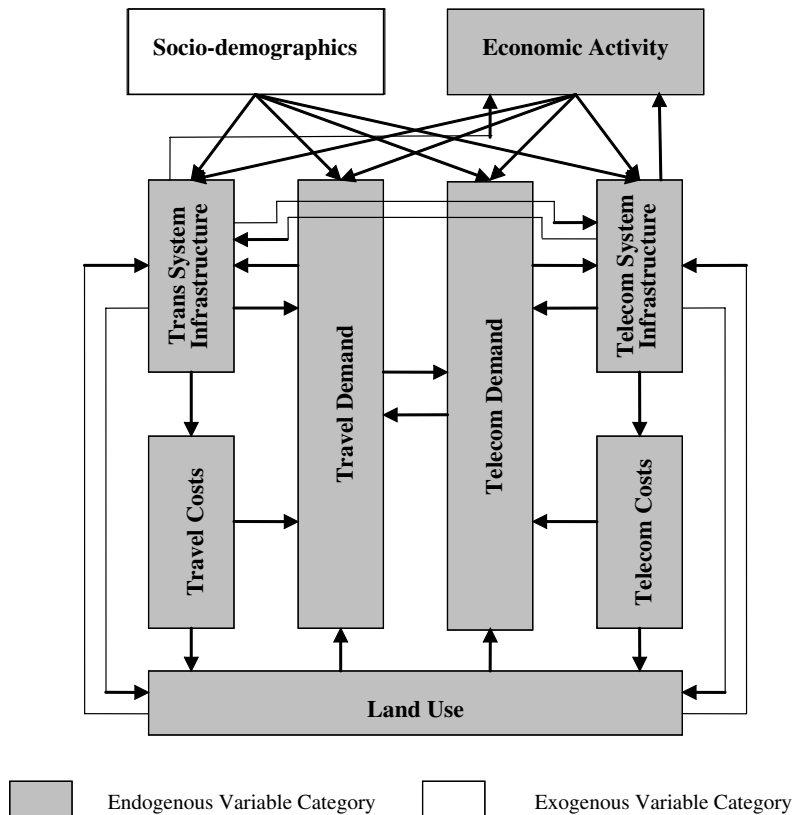 Socio-demographics
Economic Activity
Trans System
Infrastructure
Travel Demand
Telecom Demand
Telecom System
Infrastructure
Travel Costs
Telecom Costs
Land Use
Endogenous Variable Category
Exogenous Variable Category